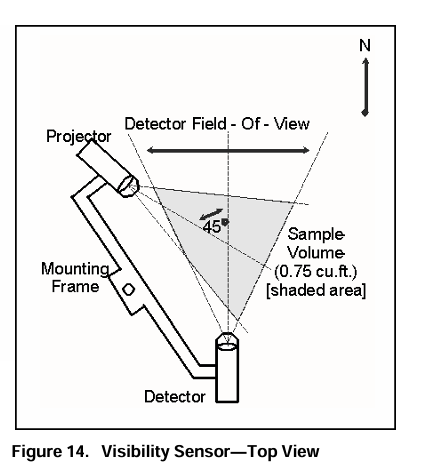 N
Detector Field - Of - View
Projector
45°
Sample
Volume
(0.75 cu.ft.)
[shaded area]
Mounting
Frame
Detector
Figure 14. Visibility Sensor—Top View